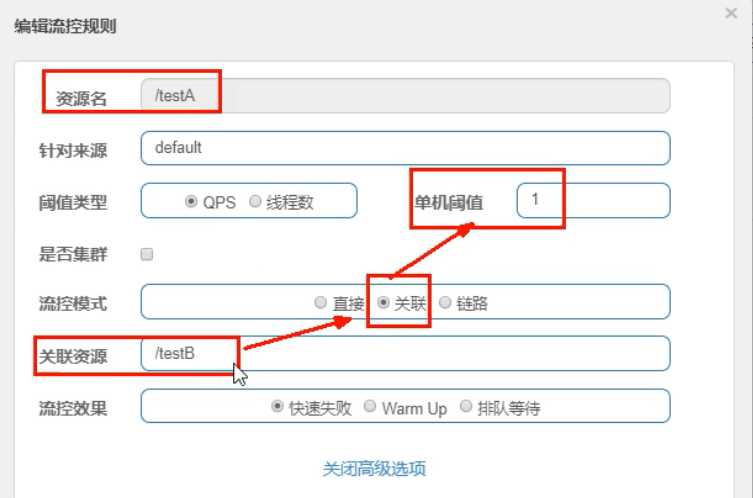 编辑流控规则 ×
资源名 /testA
针对来源 default
阈值类型 QPS 线程数 单机阈值 1
是否集群
流控模式 直接 关联 链路
关联资源 /testB
流控效果 快速失败 Warm Up 排队等待
关闭高级选项